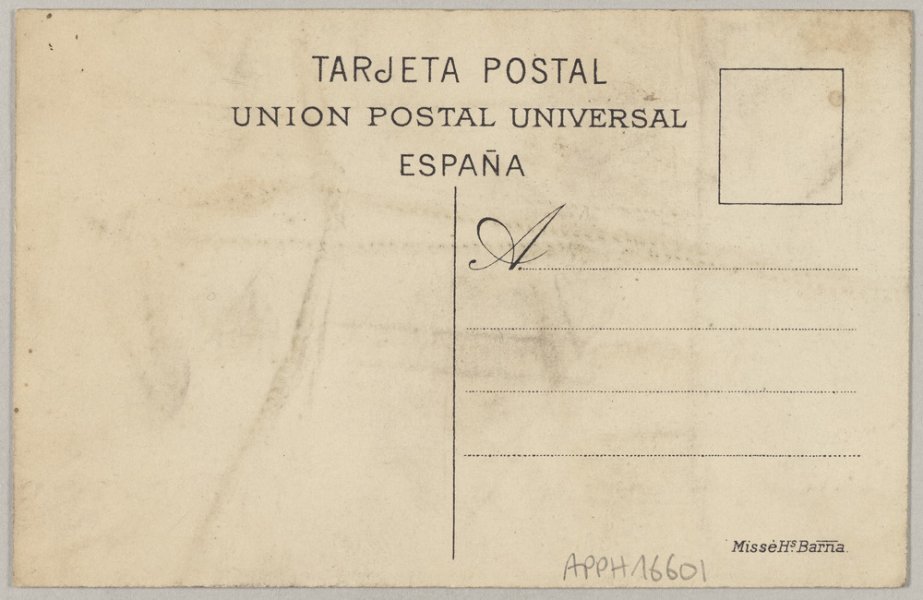 TARJETA POSTAL
UNION POSTAL UNIVERSAL
ESPAÑA
A
Missé Hs. Barna.
APPH16601